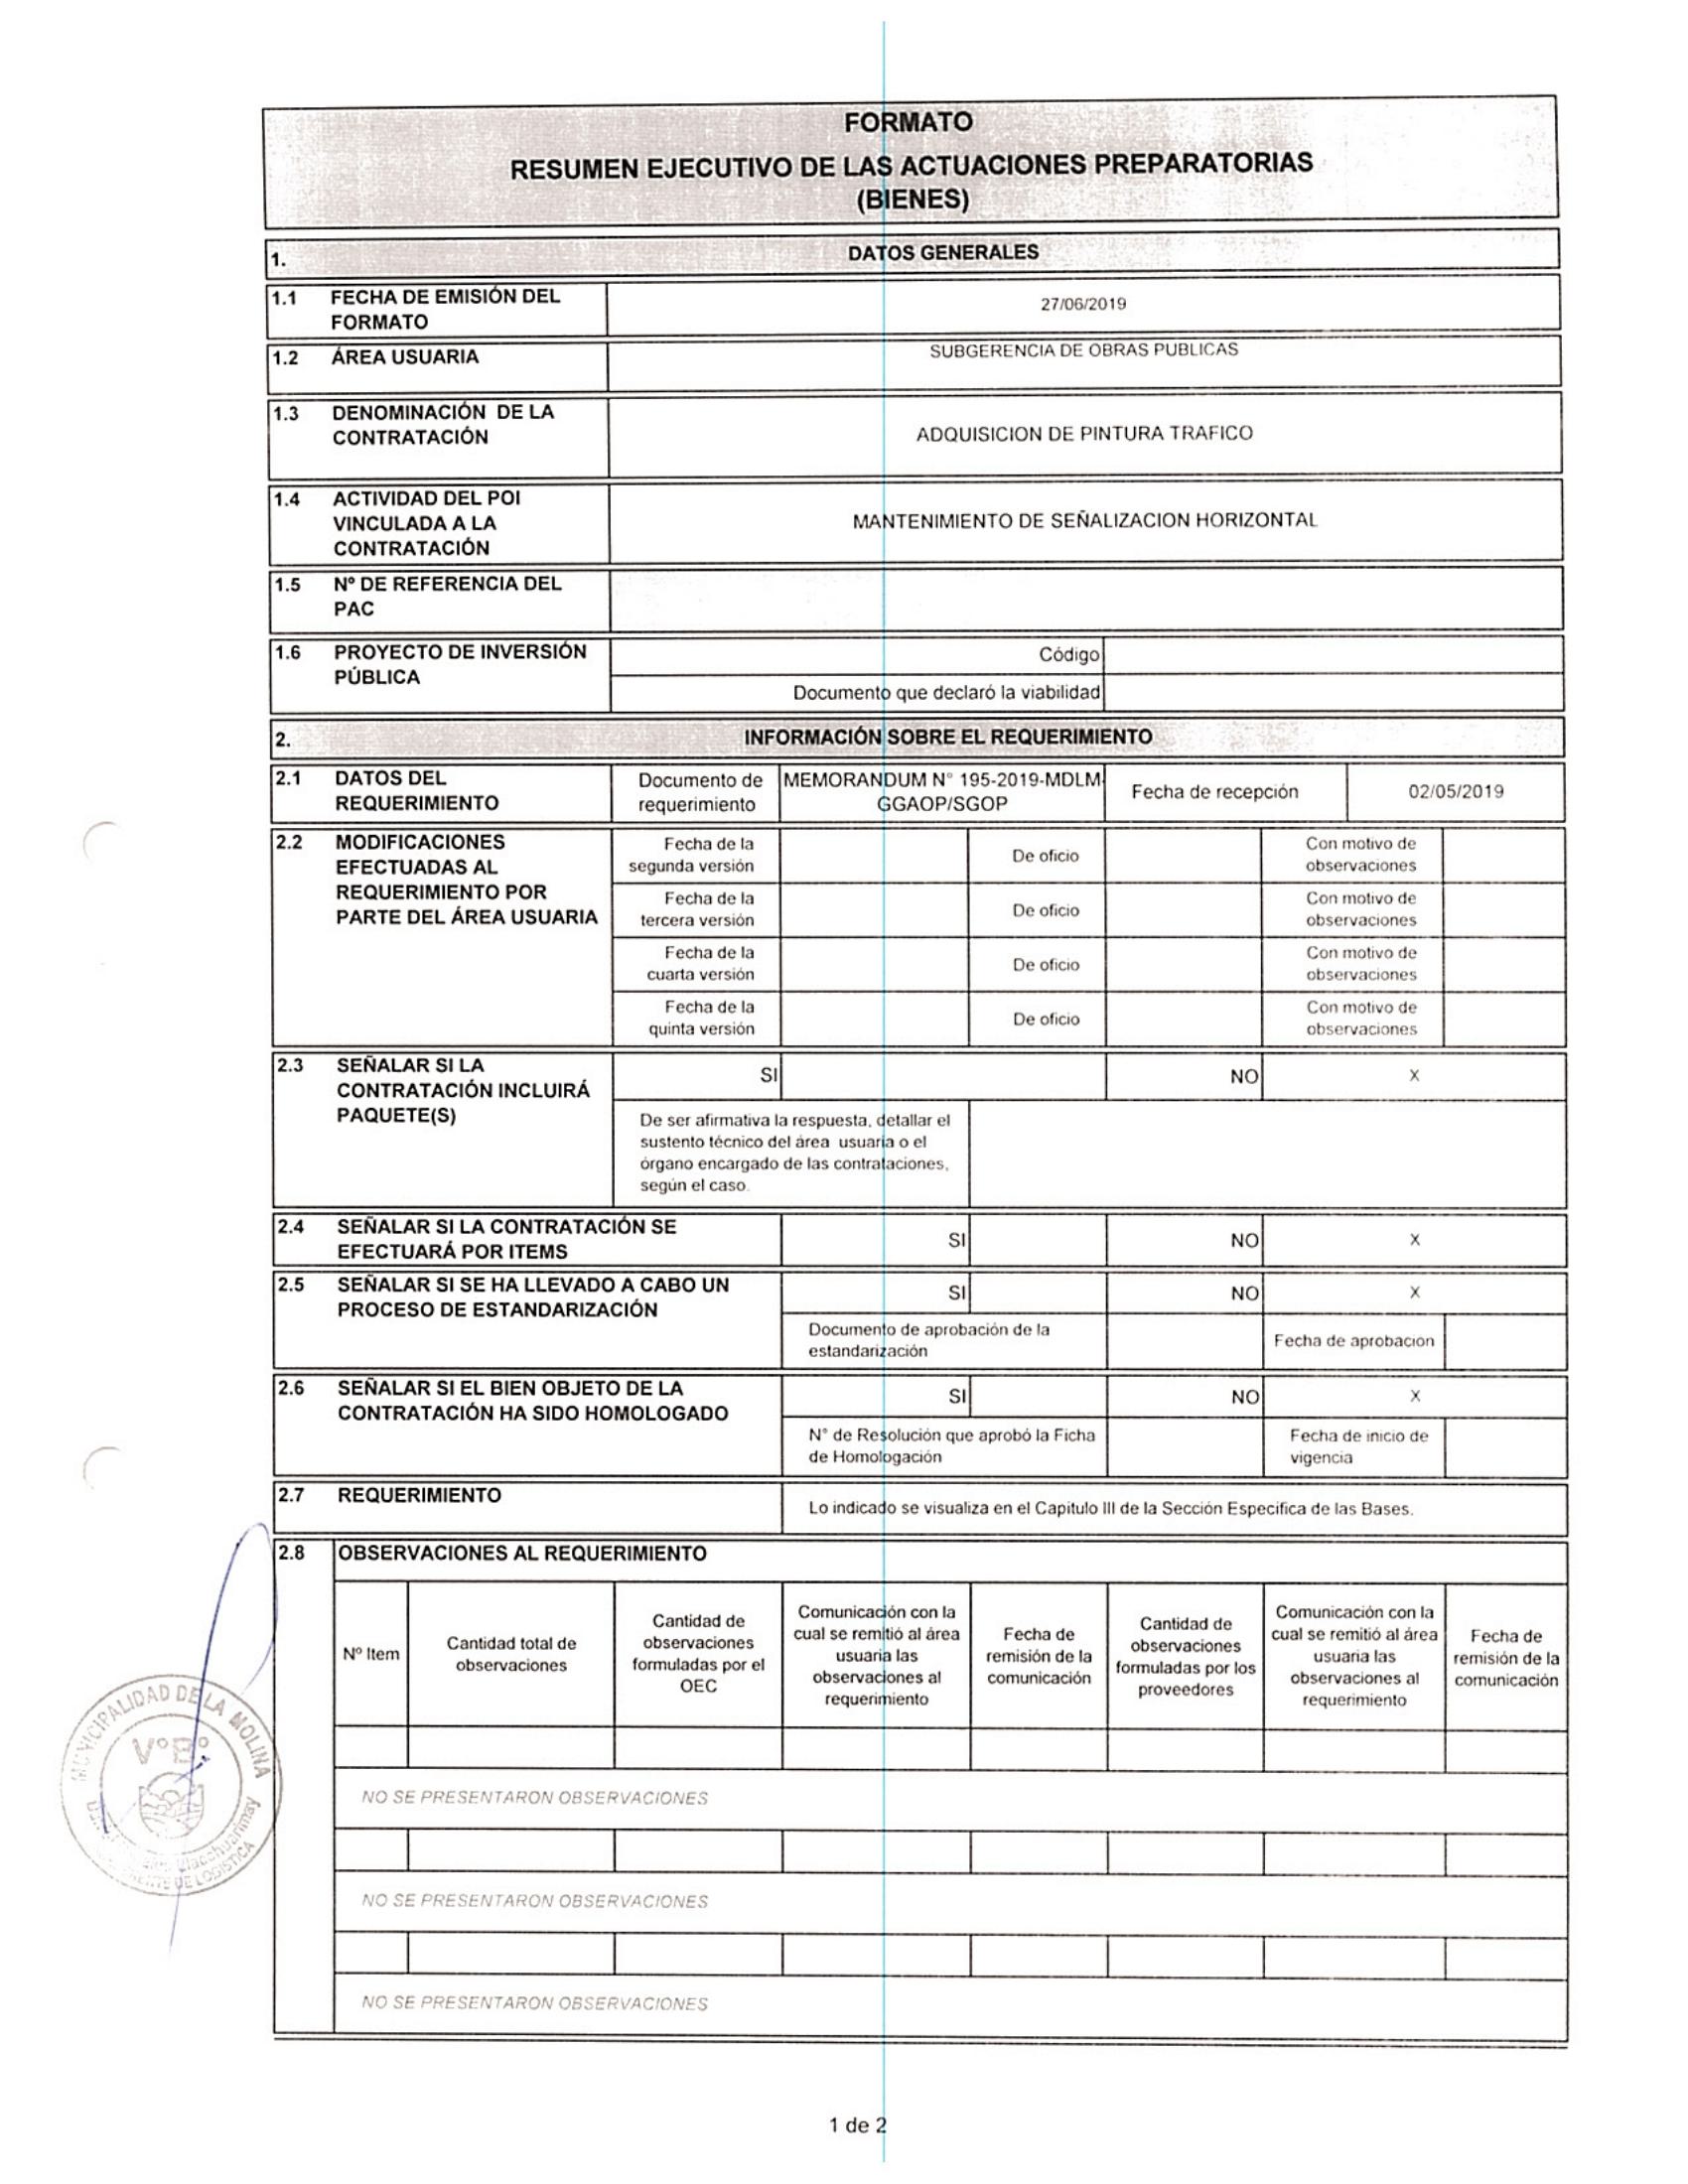 FORMATO
RESUMEN EJECUTIVO DE LAS ACTUACIONES PREPARATORIAS
(BIENES)
1. DATOS GENERALES
1.1 FECHA DE EMISIÓN DEL
FORMATO
27/06/2019
1.2 ÁREA USUARIA
SUBGERENCIA DE OBRAS PUBLICAS
1.3 DENOMINACIÓN DE LA
CONTRATACIÓN
ADQUISICION DE PINTURA TRAFICO
1.4 ACTIVIDAD DEL POI
VINCULADA A LA
CONTRATACIÓN
MANTENIMIENTO DE SEÑALIZACION HORIZONTAL
1.5 Nº DE REFERENCIA DEL
PAC
1.6 PROYECTO DE INVERSIÓN
PÚBLICA
Código
Documento que declaró la viabilidad
2. INFORMACIÓN SOBRE EL REQUERIMIENTO
2.1 DATOS DEL
REQUERIMIENTO
Documento de
requerimiento
MEMORANDUM N° 195-2019-MDLM-
GGAOP/SGOP
Fecha de recepción
02/05/2019
2.2 MODIFICACIONES
EFECTUADAS AL
REQUERIMIENTO POR
PARTE DEL ÁREA USUARIA
Fecha de la
segunda versión
De oficio
Con motivo de
observaciones
Fecha de la
tercera versión
De oficio
Con motivo de
observaciones
Fecha de la
cuarta versión
De oficio
Con motivo de
observaciones
Fecha de la
quinta versión
De oficio
Con motivo de
observaciones
2.3 SEÑALAR SI LA
CONTRATACIÓN INCLUIRÁ
PAQUETE(S)
SI
NO
X
De ser afirmativa la respuesta, detallar el
sustento técnico del área usuaria o el
órgano encargado de las contrataciones,
según el caso.
2.4 SEÑALAR SI LA CONTRATACIÓN SE
EFECTUARÁ POR ITEMS
SI
NO
X
2.5 SEÑALAR SI SE HA LLEVADO A CABO UN
PROCESO DE ESTANDARIZACIÓN
SI
NO
X
Documento de aprobación de la
estandarización
Fecha de aprobacion
2.6 SEÑALAR SI EL BIEN OBJETO DE LA
CONTRATACIÓN HA SIDO HOMOLOGADO
SI
NO
X
N° de Resolución que aprobó la Ficha
de Homologación
Fecha de inicio de
vigencia
2.7 REQUERIMIENTO
Lo indicado se visualiza en el Capitulo III de la Sección Especifica de las Bases.
2.8 OBSERVACIONES AL REQUERIMIENTO
Nº Item
Cantidad total de
observaciones
Cantidad de
observaciones
formuladas por el
OEC
Comunicación con la
cual se remitió al área
usuaria las
observaciones al
requerimiento
Fecha de
remisión de la
comunicación
Cantidad de
observaciones
formuladas por los
proveedores
Comunicación con la
cual se remitió al área
usuaria las
observaciones al
requerimiento
Fecha de
remisión de la
comunicación
NO SE PRESENTARON OBSERVACIONES
NO SE PRESENTARON OBSERVACIONES
NO SE PRESENTARON OBSERVACIONES
MUNICIPALIDAD DE LA MOLINA
V°B°
DE LOGISTICA
1 de 2